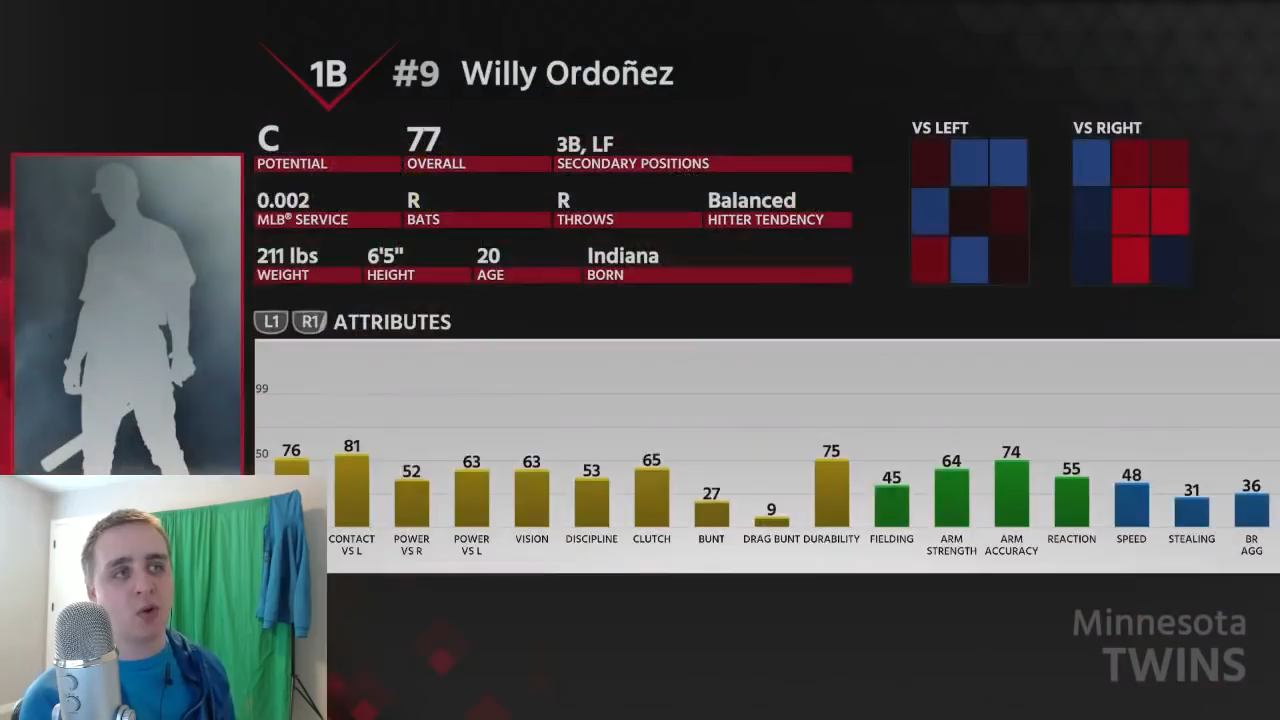 1B #9 Willy Ordoñez
VS LEFT VS RIGHT
C 77 3B, LF
POTENTIAL OVERALL SECONDARY POSITIONS
0.002 R R Balanced
MLB® SERVICE BATS THROWS HITTER TENDENCY
211 lbs 6'5" 20 Indiana
WEIGHT HEIGHT AGE BORN
L1 R1 ATTRIBUTES
99
50
76 81 52 63 63 53 65 27 9 75 45 64 74 55 48 31 36
CONTACT VS L
POWER VS R
POWER VS L
VISION
DISCIPLINE
CLUTCH
BUNT
DRAG BUNT
DURABILITY
FIELDING
ARM STRENGTH
ARM ACCURACY
REACTION
SPEED
STEALING
BR AGG
Minnesota
TWINS